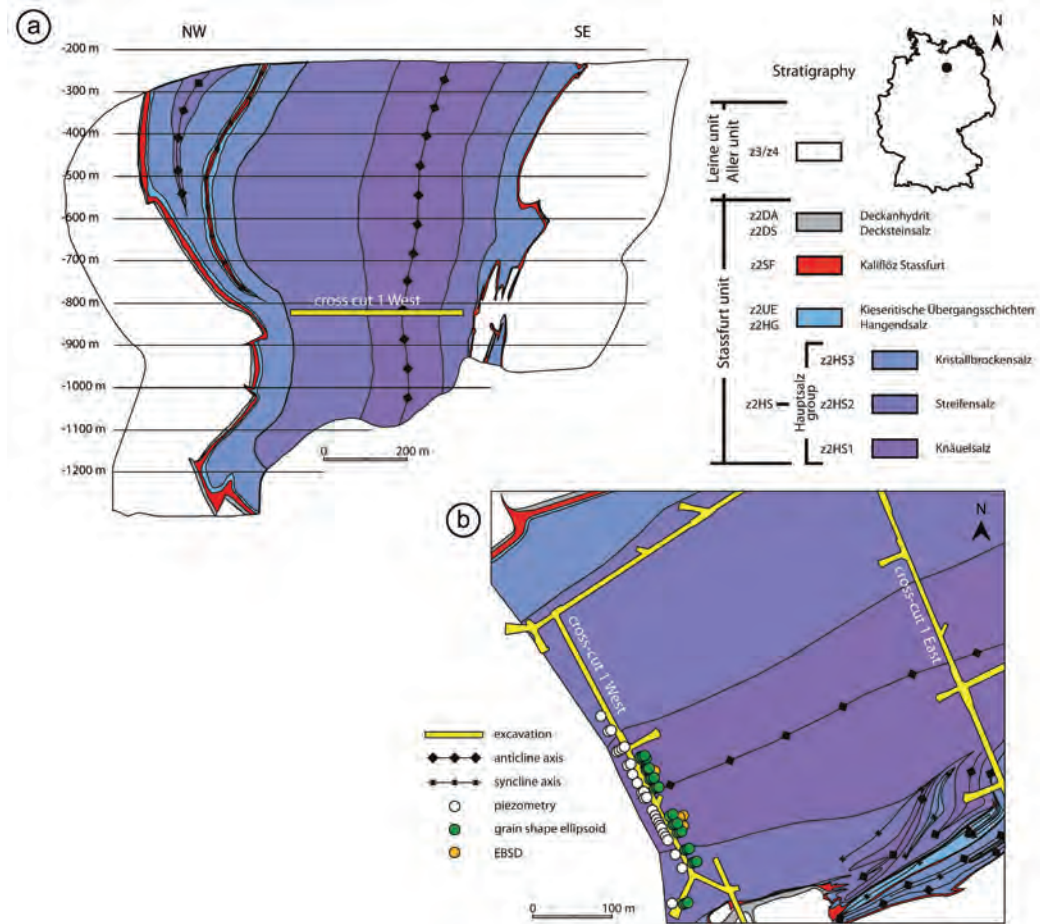 a
NW
SE
-200 m
-300 m
-400 m
-500 m
-600 m
-700 m
-800 m
-900 m
-1000 m
-1100 m
-1200 m
cross cut 1 West
0
200 m
N
Stratigraphy
Leine unit
Aller unit
z3/z4
Stassfurt unit
z2DA
z2DS
Deckanhydrit
Decksteinsalz
z2SF
Kaliflöz Stassfurt
z2UE
z2HG
Kieseritische Übergangsschichten
Hangendsalz
z2HS
Hauptsalz
group
z2HS3
Kristallbrockensalz
z2HS2
Streifensalz
z2HS1
Knäuelsalz
b
N
cross-cut 1 West
cross-cut 1 East
excavation
anticline axis
syncline axis
piezometry
grain shape ellipsoid
EBSD
0
100 m